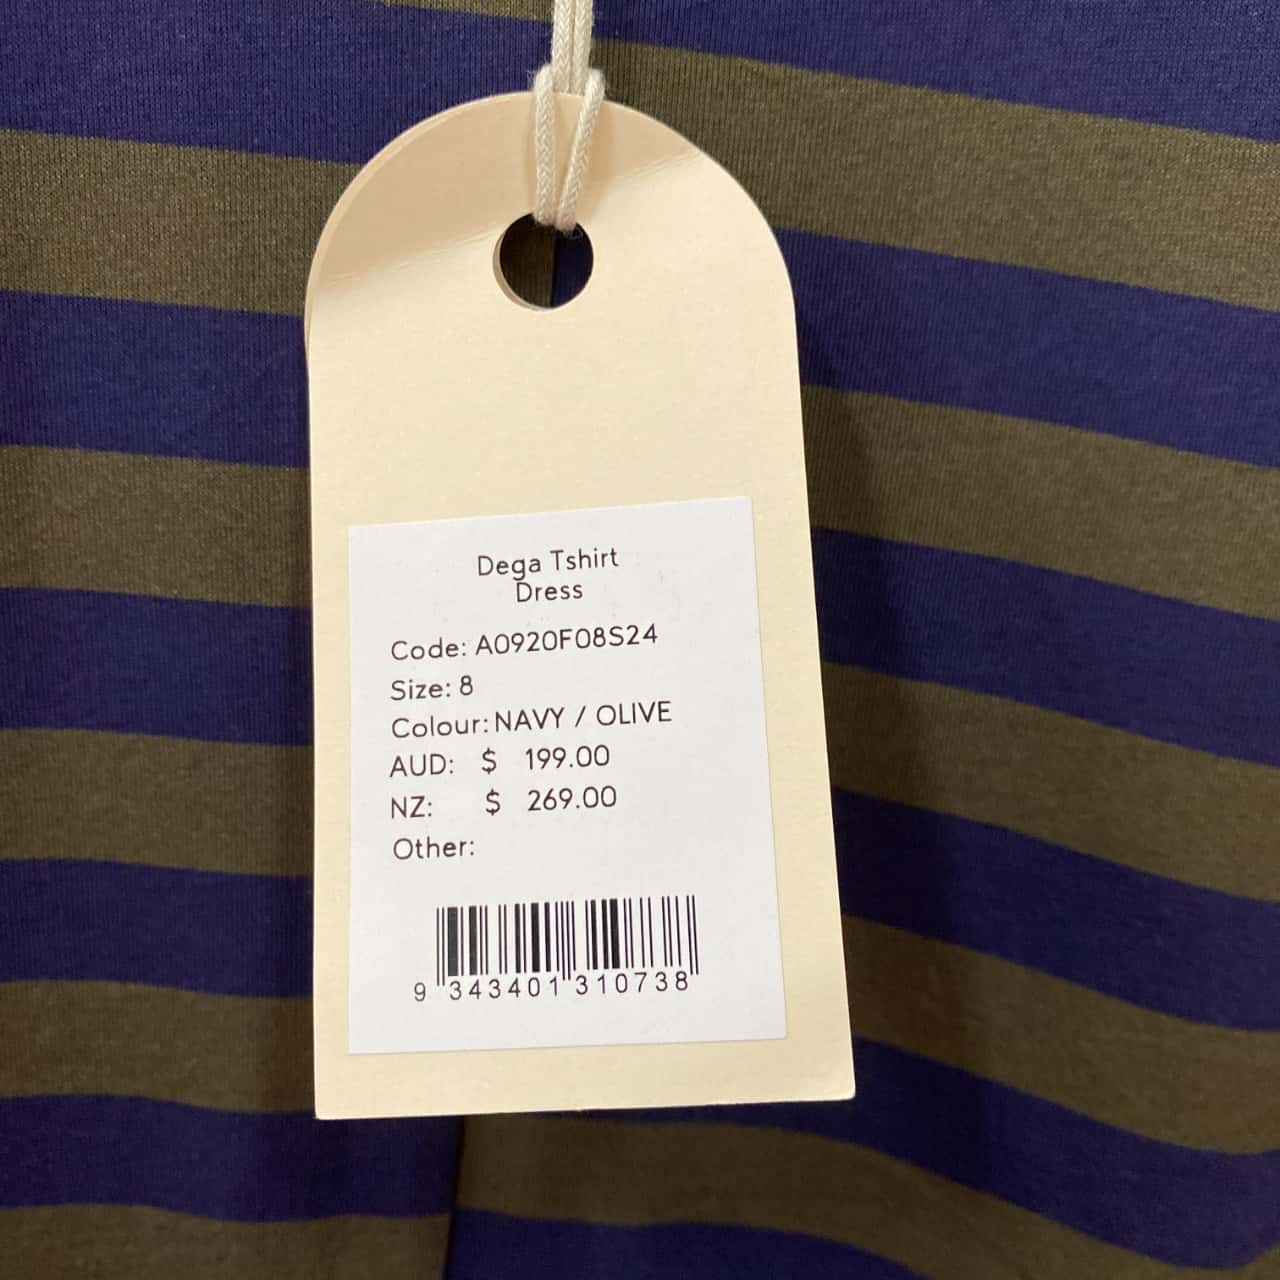 Dega Tshirt
Dress
Code: A0920F08S24
Size: 8
Colour: NAVY / OLIVE
AUD: $ 199.00
NZ: $ 269.00
Other:
9 343401 310738